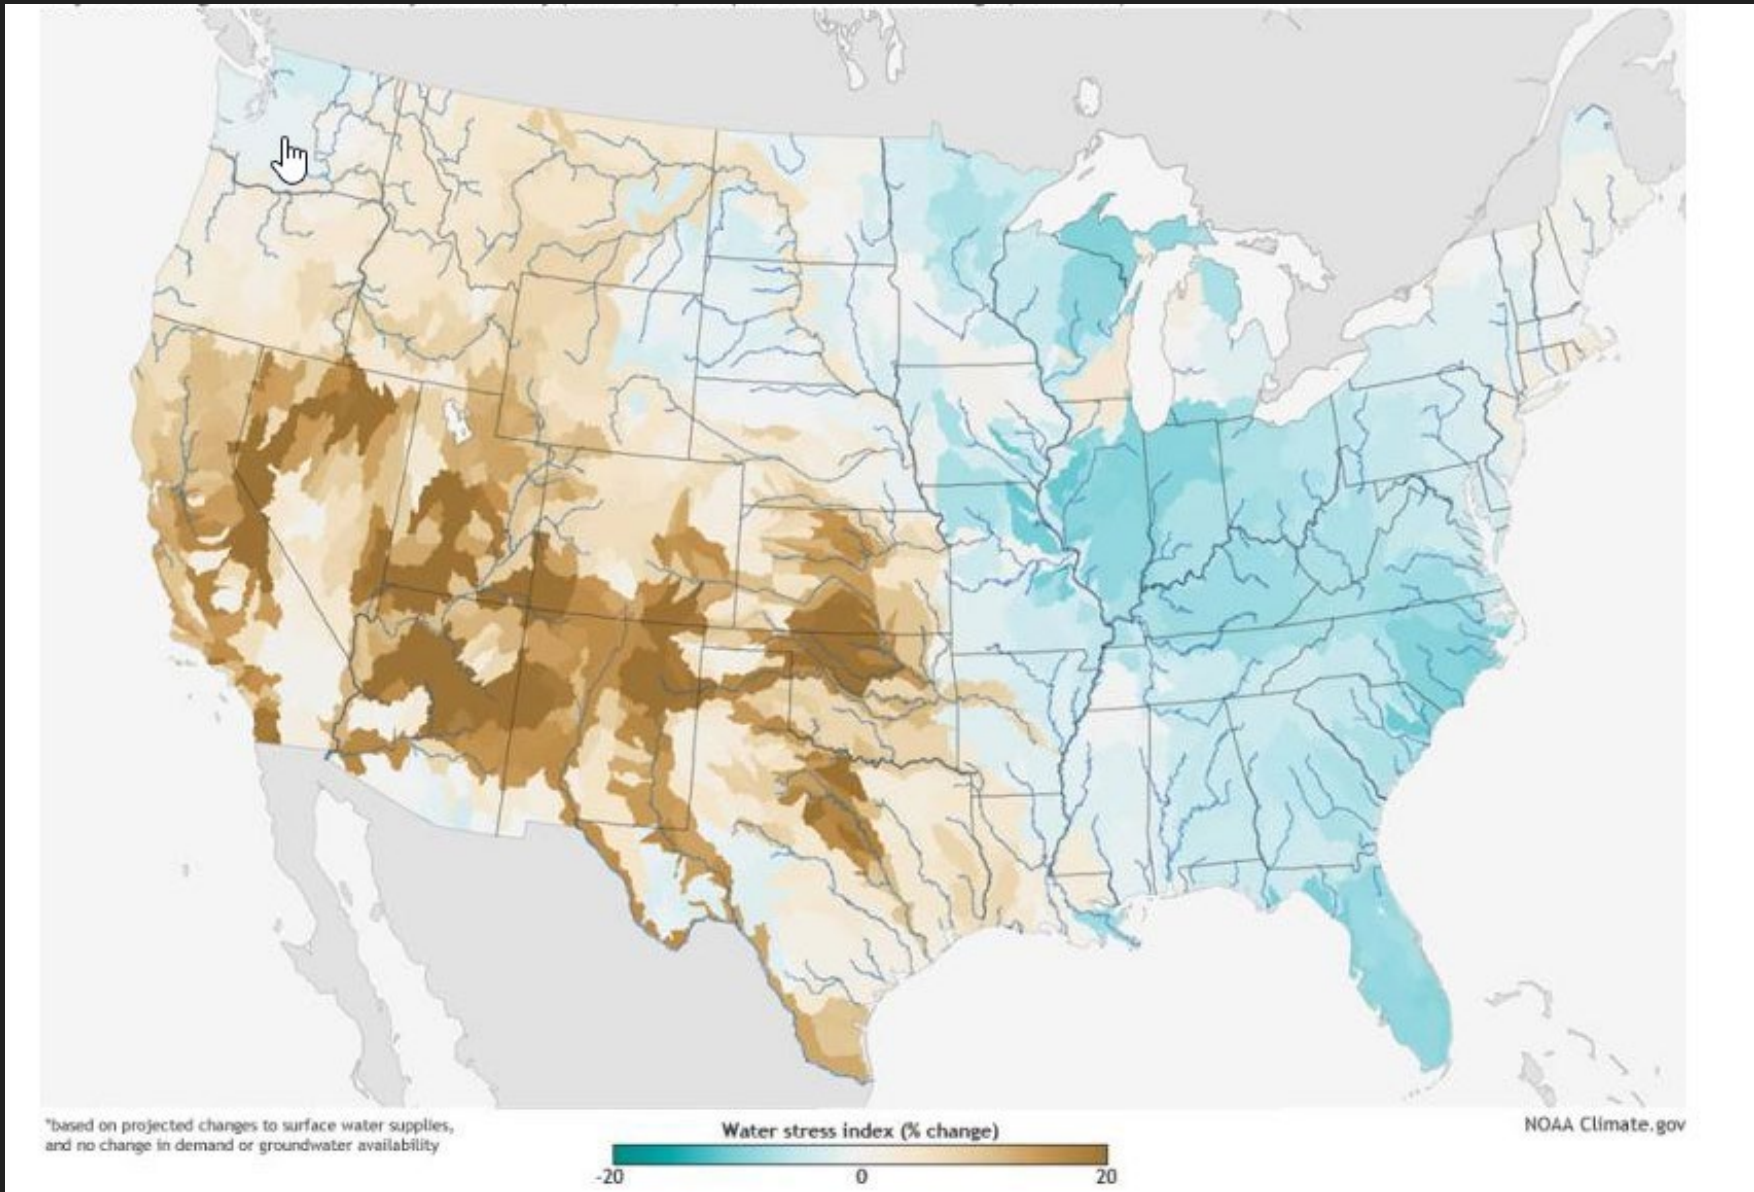 *based on projected changes to surface water supplies,
and no change in demand or groundwater availability
Water stress index (% change)
-20 0 20
NOAA Climate.gov